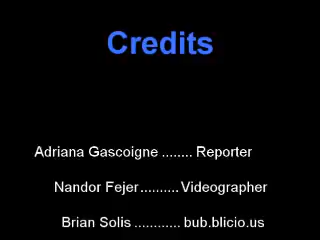 Credits
Adriana Gascoigne ........ Reporter
Nandor Fejer .......... Videographer
Brian Solis ............ bub.blicio.us